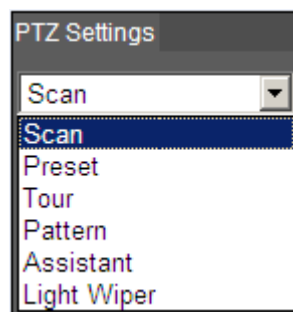 PTZ Settings
Scan
Scan
Preset
Tour
Pattern
Assistant
Light Wiper